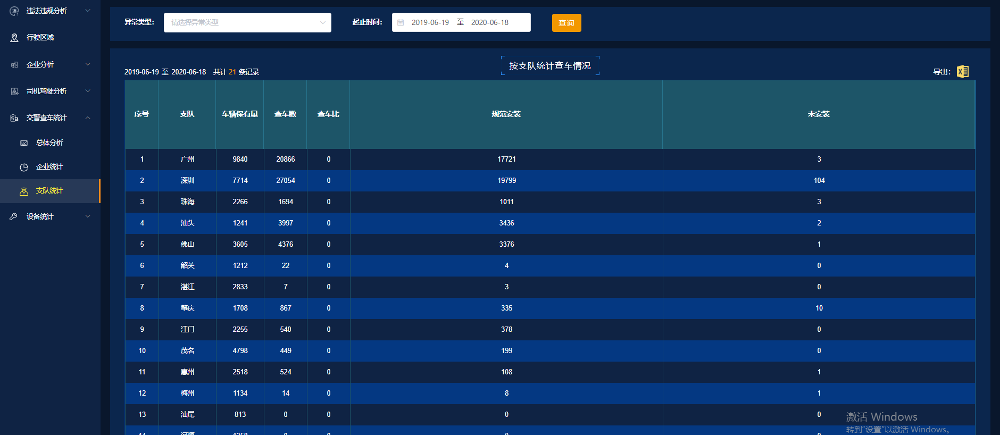 违法违规分析
行驶区域
企业分析
司机驾驶分析
交警查车统计
总体分析
企业统计
支队统计
设备统计
异常类型: 请选择异常类型 起止时间: 2019-06-19 至 2020-06-18 查询
按支队统计查车情况
2019-06-19 至 2020-06-18 共计 21 条记录 导出:
序号 支队 车辆保有量 查车数 查车比 规范安装 未安装
1 广州 9840 20866 0 17721 3
2 深圳 7714 27054 0 19799 104
3 珠海 2266 1694 0 1011 3
4 汕头 1241 3997 0 3436 2
5 佛山 3605 4376 0 3376 1
6 韶关 1212 22 0 4 0
7 湛江 2833 7 0 3 0
8 肇庆 1708 867 0 335 10
9 江门 2255 540 0 378 0
10 茂名 4798 449 0 199 0
11 惠州 2518 524 0 108 1
12 梅州 1134 14 0 8 1
13 汕尾 813 0 0 0 0
14 河源 1358 0 0 0 0
激活 Windows
转到"设置"以激活 Windows。